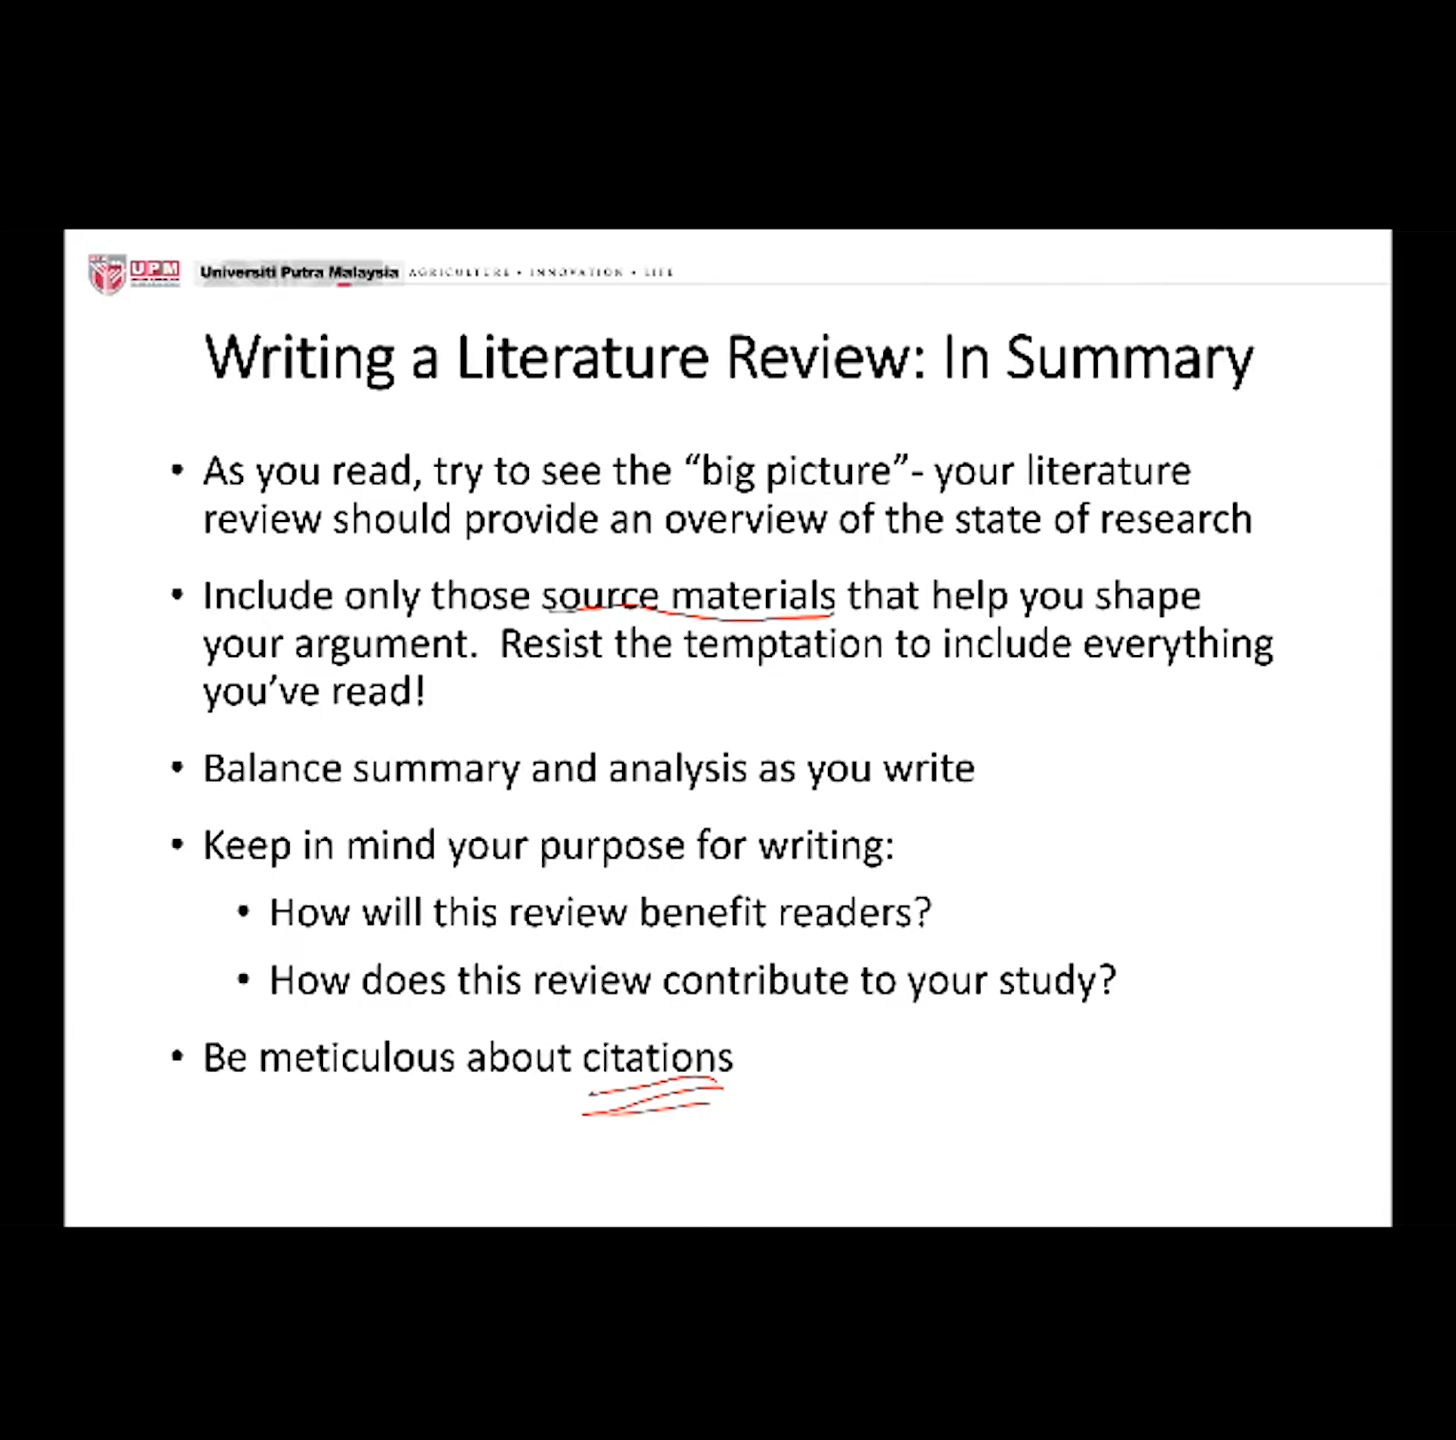 UPM
Universiti Putra Malaysia AGRICULTURE • INNOVATION • LIFE
Writing a Literature Review: In Summary
• As you read, try to see the “big picture”- your literature
review should provide an overview of the state of research
• Include only those source materials that help you shape
your argument.  Resist the temptation to include everything
you’ve read!
• Balance summary and analysis as you write
• Keep in mind your purpose for writing:
• How will this review benefit readers?
• How does this review contribute to your study?
• Be meticulous about citations